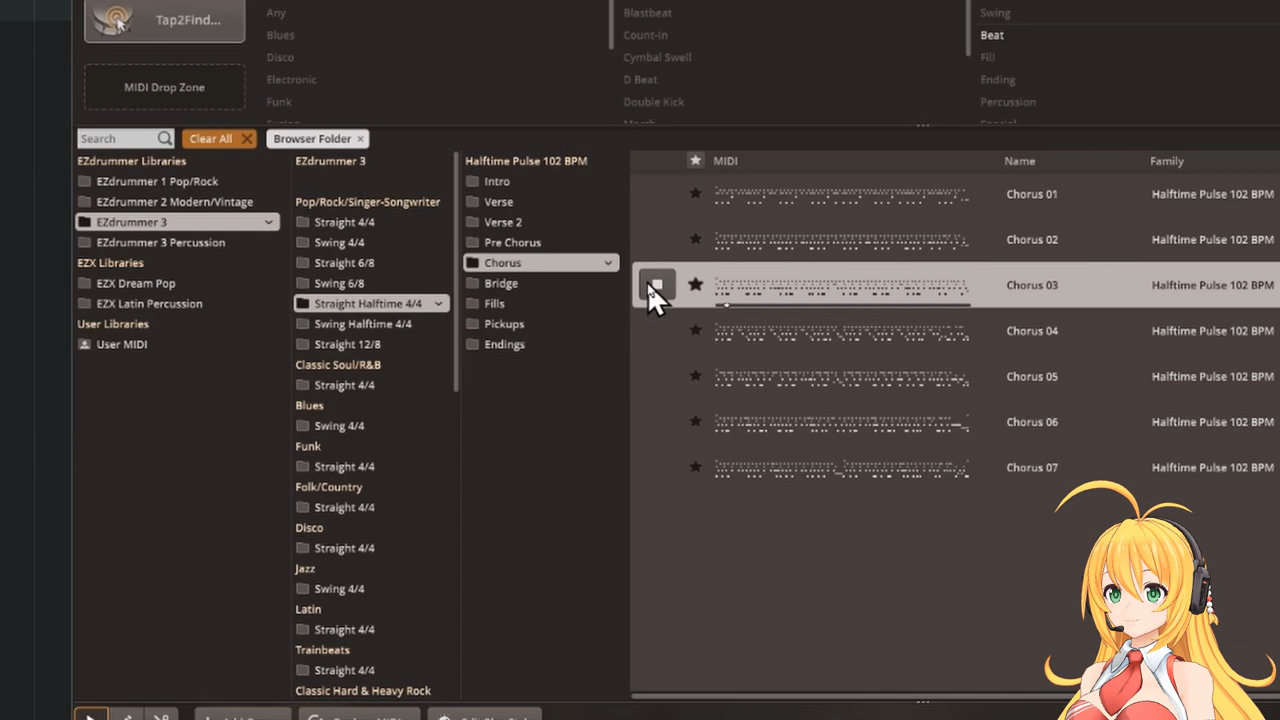 Tap2Find...
MIDI Drop Zone
Any
Blues
Disco
Electronic
Funk
Blastbeat
Count-In
Cymbal Swell
D Beat
Double Kick
Swing
Beat
Fill
Ending
Percussion
Search
Clear All
Browser Folder
EZdrummer Libraries
EZdrummer 1 Pop/Rock
EZdrummer 2 Modern/Vintage
EZdrummer 3
EZdrummer 3 Percussion
EZX Libraries
EZX Dream Pop
EZX Latin Percussion
User Libraries
User MIDI
EZdrummer 3
Pop/Rock/Singer-Songwriter
Straight 4/4
Swing 4/4
Straight 6/8
Swing 6/8
Straight Halftime 4/4
Swing Halftime 4/4
Straight 12/8
Classic Soul/R&B
Straight 4/4
Blues
Swing 4/4
Funk
Straight 4/4
Folk/Country
Straight 4/4
Disco
Straight 4/4
Jazz
Swing 4/4
Latin
Straight 4/4
Trainbeats
Straight 4/4
Classic Hard & Heavy Rock
Halftime Pulse 102 BPM
Intro
Verse
Verse 2
Pre Chorus
Chorus
Bridge
Fills
Pickups
Endings
MIDI Name Family
Chorus 01 Halftime Pulse 102 BPM
Chorus 02 Halftime Pulse 102 BPM
Chorus 03 Halftime Pulse 102 BPM
Chorus 04 Halftime Pulse 102 BPM
Chorus 05 Halftime Pulse 102 BPM
Chorus 06 Halftime Pulse 102 BPM
Chorus 07 Halftime Pulse 102 BPM